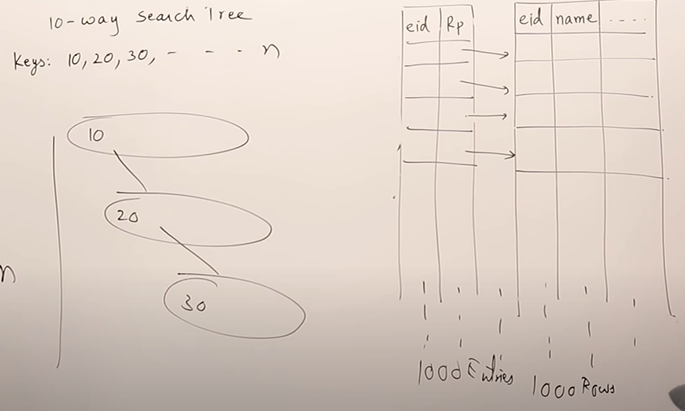 10-way Search Tree
Keys: 10, 20, 30, - - - n
10
20
30
n
eid Rp
eid name ....
1000 Entries
1000 Rows